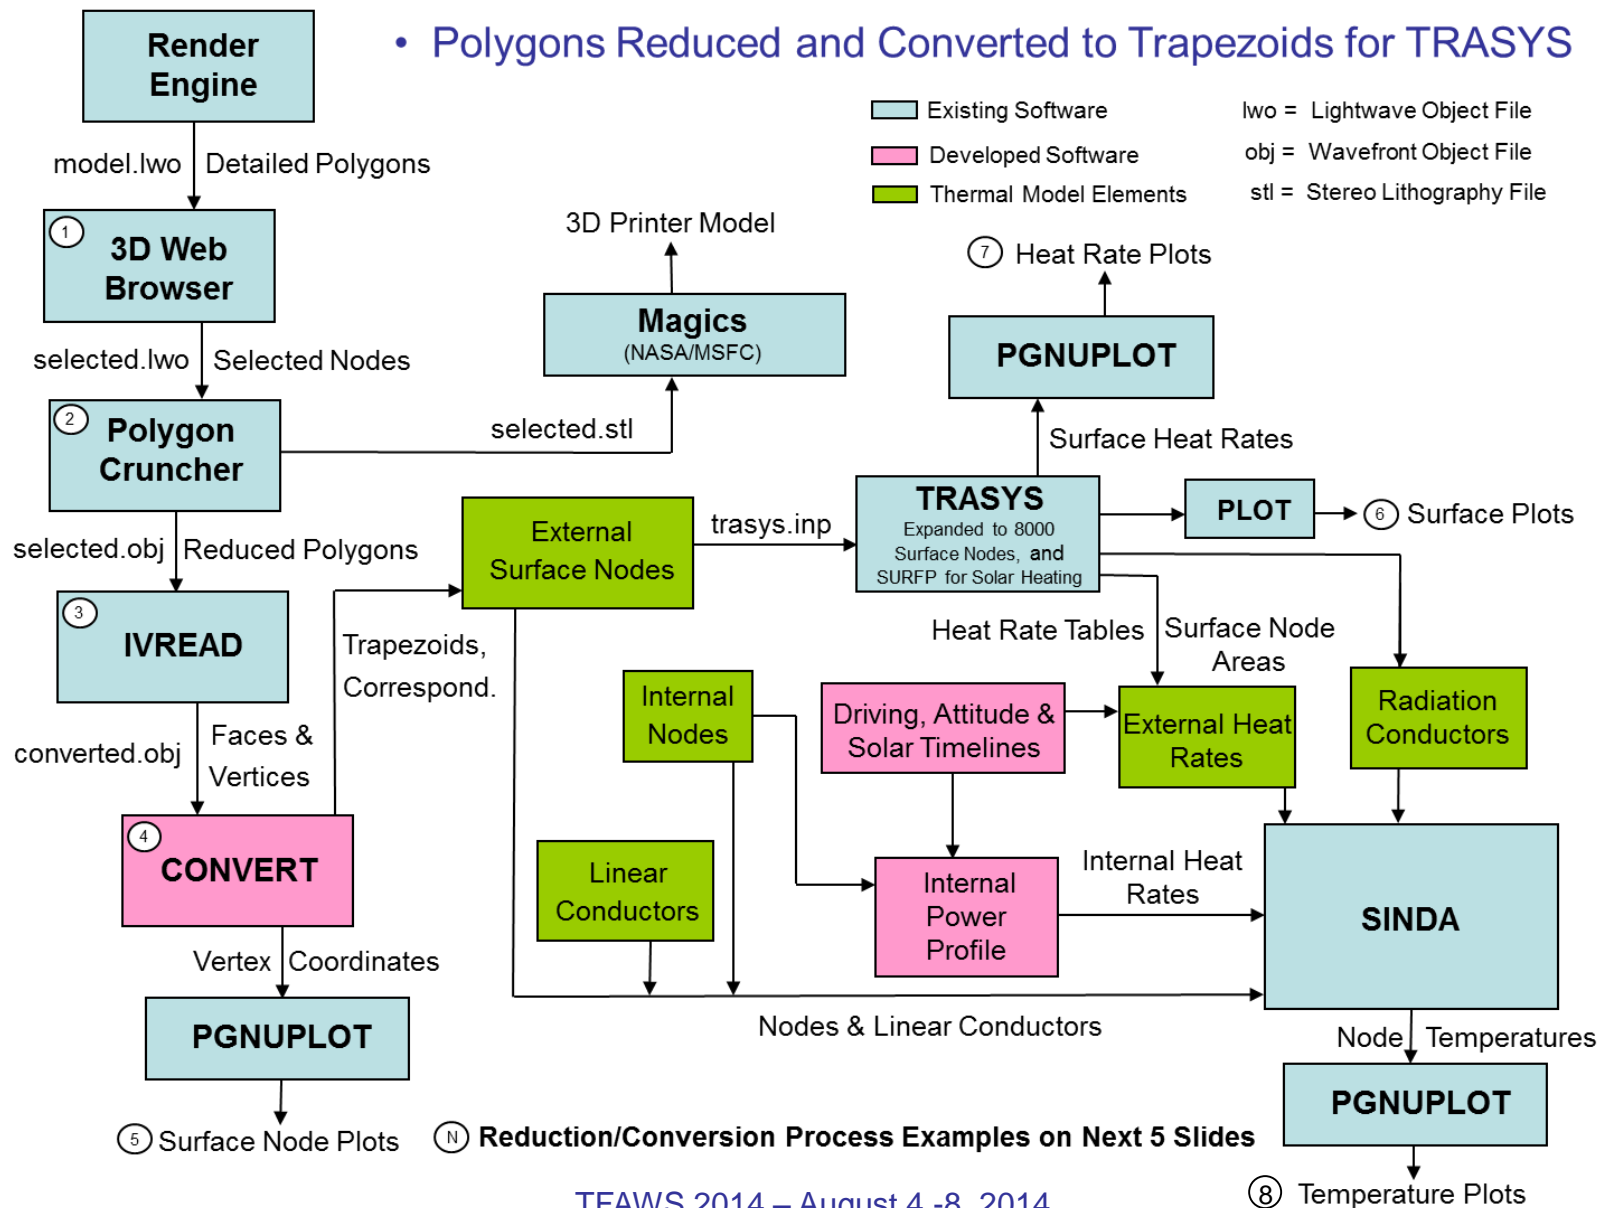 • Polygons Reduced and Converted to Trapezoids for TRASYS
Render
Engine
Existing Software
Developed Software
Thermal Model Elements
lwo = Lightwave Object File
obj = Wavefront Object File
stl = Stereo Lithography File
model.lwo
Detailed Polygons
1
3D Web
Browser
selected.lwo
Selected Nodes
2
Polygon
Cruncher
selected.stl
3D Printer Model
Magics
(NASA/MSFC)
selected.obj
Reduced Polygons
3
IVREAD
converted.obj
Faces &
Vertices
4
CONVERT
Trapezoids,
Correspond.
Vertex
Coordinates
PGNUPLOT
5 Surface Node Plots
External
Surface Nodes
trasys.inp
TRASYS
Expanded to 8000
Surface Nodes, and
SURFP for Solar Heating
Surface Heat Rates
PGNUPLOT
7 Heat Rate Plots
PLOT
6 Surface Plots
Heat Rate Tables
Surface Node
Areas
Internal
Nodes
Driving, Attitude &
Solar Timelines
External Heat
Rates
Radiation
Conductors
Linear
Conductors
Internal
Power
Profile
Internal Heat
Rates
SINDA
Nodes & Linear Conductors
Node
Temperatures
PGNUPLOT
8 Temperature Plots
N Reduction/Conversion Process Examples on Next 5 Slides
TFAWS 2014 – August 4 -8, 2014